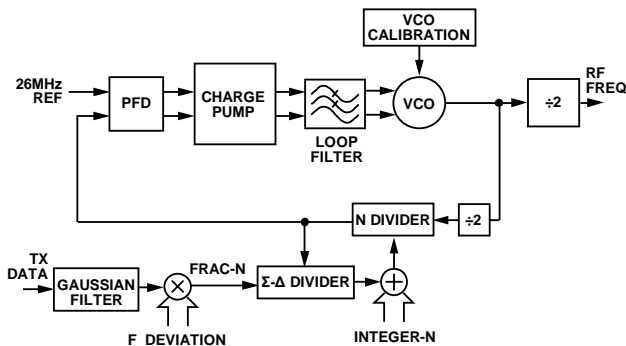 VCO
CALIBRATION
26MHz
REF
PFD
CHARGE
PUMP
LOOP
FILTER
VCO
÷2
RF
FREQ
N DIVIDER
÷2
TX
DATA
GAUSSIAN
FILTER
×
FRAC-N
Σ-Δ DIVIDER
+
F_DEVIATION
INTEGER-N